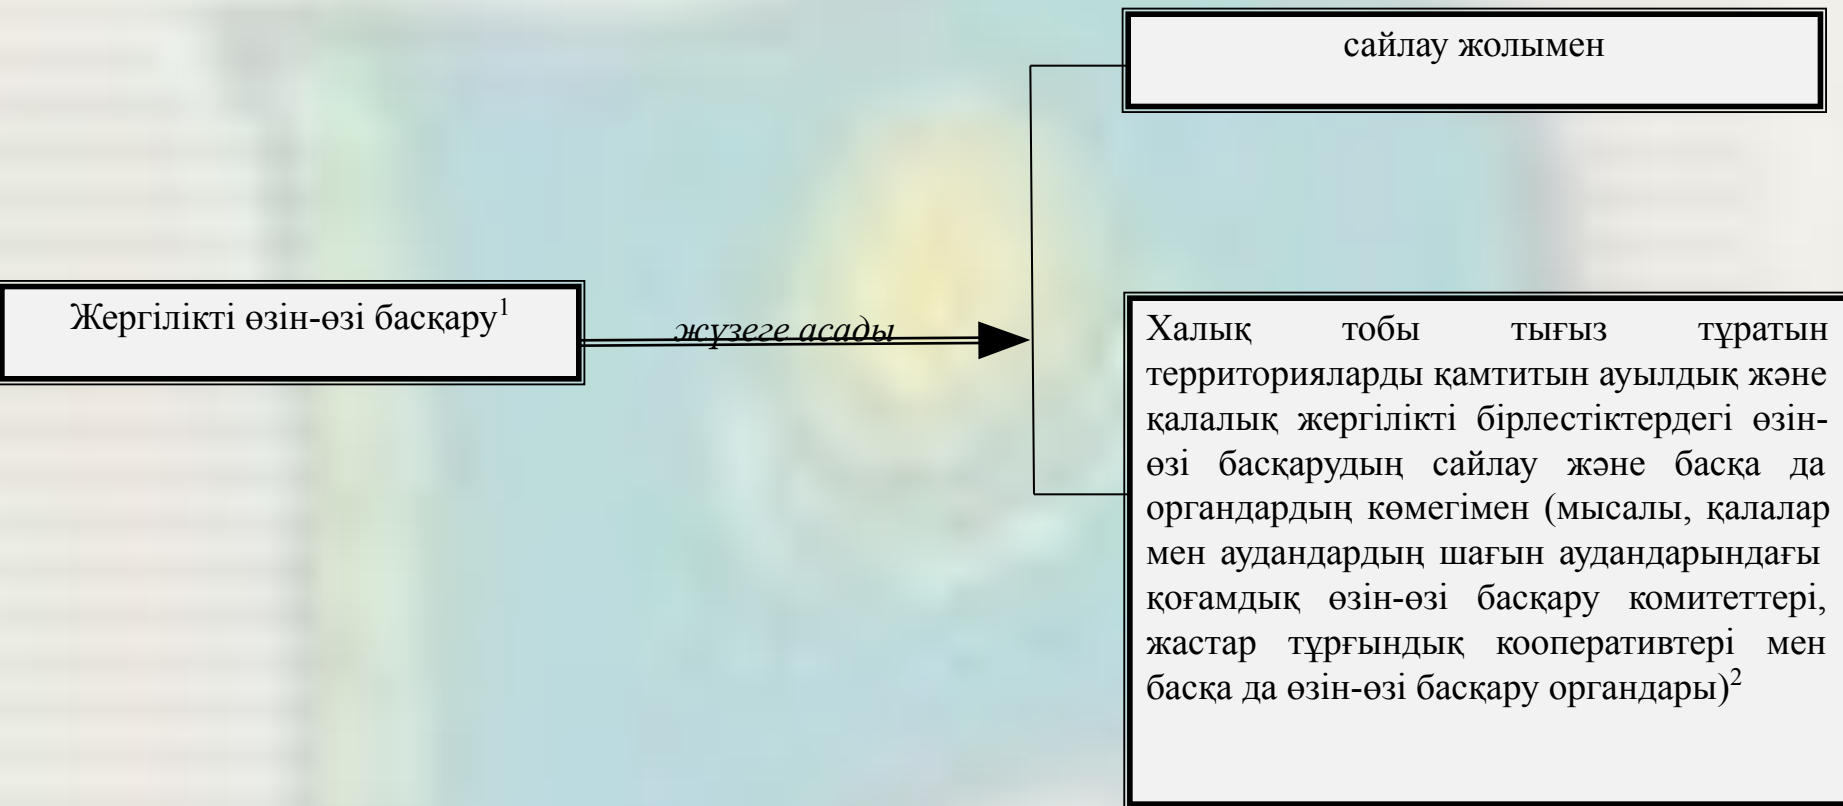 сайлау жолымен
Жергілікті өзін-өзі басқару¹
жүзеге асады
Халық тобы тығыз тұратын
территорияларды қамтитын ауылдық және
қалалық жергілікті бірлестіктердегі өзін-
өзі басқарудың сайлау және басқа да
органдардың көмегімен (мысалы, қалалар
мен аудандардың шағын аудандарындағы
қоғамдық өзін-өзі басқару комитеттері,
жастар тұрғындық кооперативтері мен
басқа да өзін-өзі басқару органдары)²